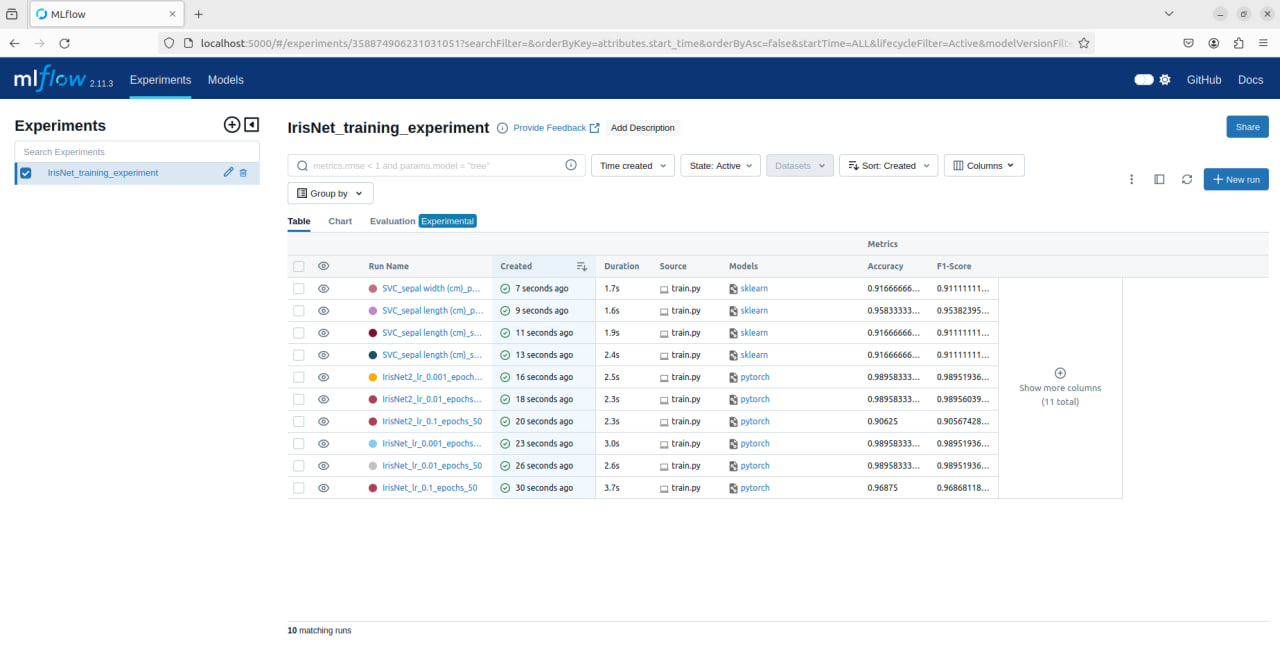 MLflow
localhost:5000/#/experiments/358874906231031051?searchFilter=&orderByKey=attributes.start_time&orderByAsc=false&startTime=ALL&lifecycleFilter=Active&modelVersionFilte
mlflow 2.11.3 Experiments Models GitHub Docs
Experiments
Search Experiments
IrisNet_training_experiment
IrisNet_training_experiment Provide Feedback Add Description Share
metrics.rmse < 1 and params.model = "tree" Time created State: Active Datasets Sort: Created Columns
Group by
New run
Table Chart Evaluation Experimental
Metrics
Run Name Created Duration Source Models Accuracy F1-Score
SVC_sepal width (cm)_p... 7 seconds ago 1.7s train.py sklearn 0.91666666... 0.91111111...
SVC_sepal length (cm)_p... 9 seconds ago 1.6s train.py sklearn 0.95833333... 0.95382395...
SVC_sepal length (cm)_s... 11 seconds ago 1.9s train.py sklearn 0.91666666... 0.91111111...
SVC_sepal length (cm)_s... 13 seconds ago 2.4s train.py sklearn 0.91666666... 0.91111111...
IrisNet2_lr_0.001_epoch... 16 seconds ago 2.5s train.py pytorch 0.98958333... 0.98951936...
IrisNet2_lr_0.01_epochs... 18 seconds ago 2.3s train.py pytorch 0.98958333... 0.98956039...
IrisNet2_lr_0.1_epochs_50 20 seconds ago 2.3s train.py pytorch 0.90625 0.90567428...
IrisNet_lr_0.001_epochs... 23 seconds ago 3.0s train.py pytorch 0.98958333... 0.98951936...
IrisNet_lr_0.01_epochs_50 26 seconds ago 2.6s train.py pytorch 0.98958333... 0.98951936...
IrisNet_lr_0.1_epochs_50 30 seconds ago 3.7s train.py pytorch 0.96875 0.96868118...
Show more columns
(11 total)
10 matching runs